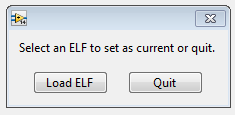 Select an ELF to set as current or quit.
Load ELF
Quit